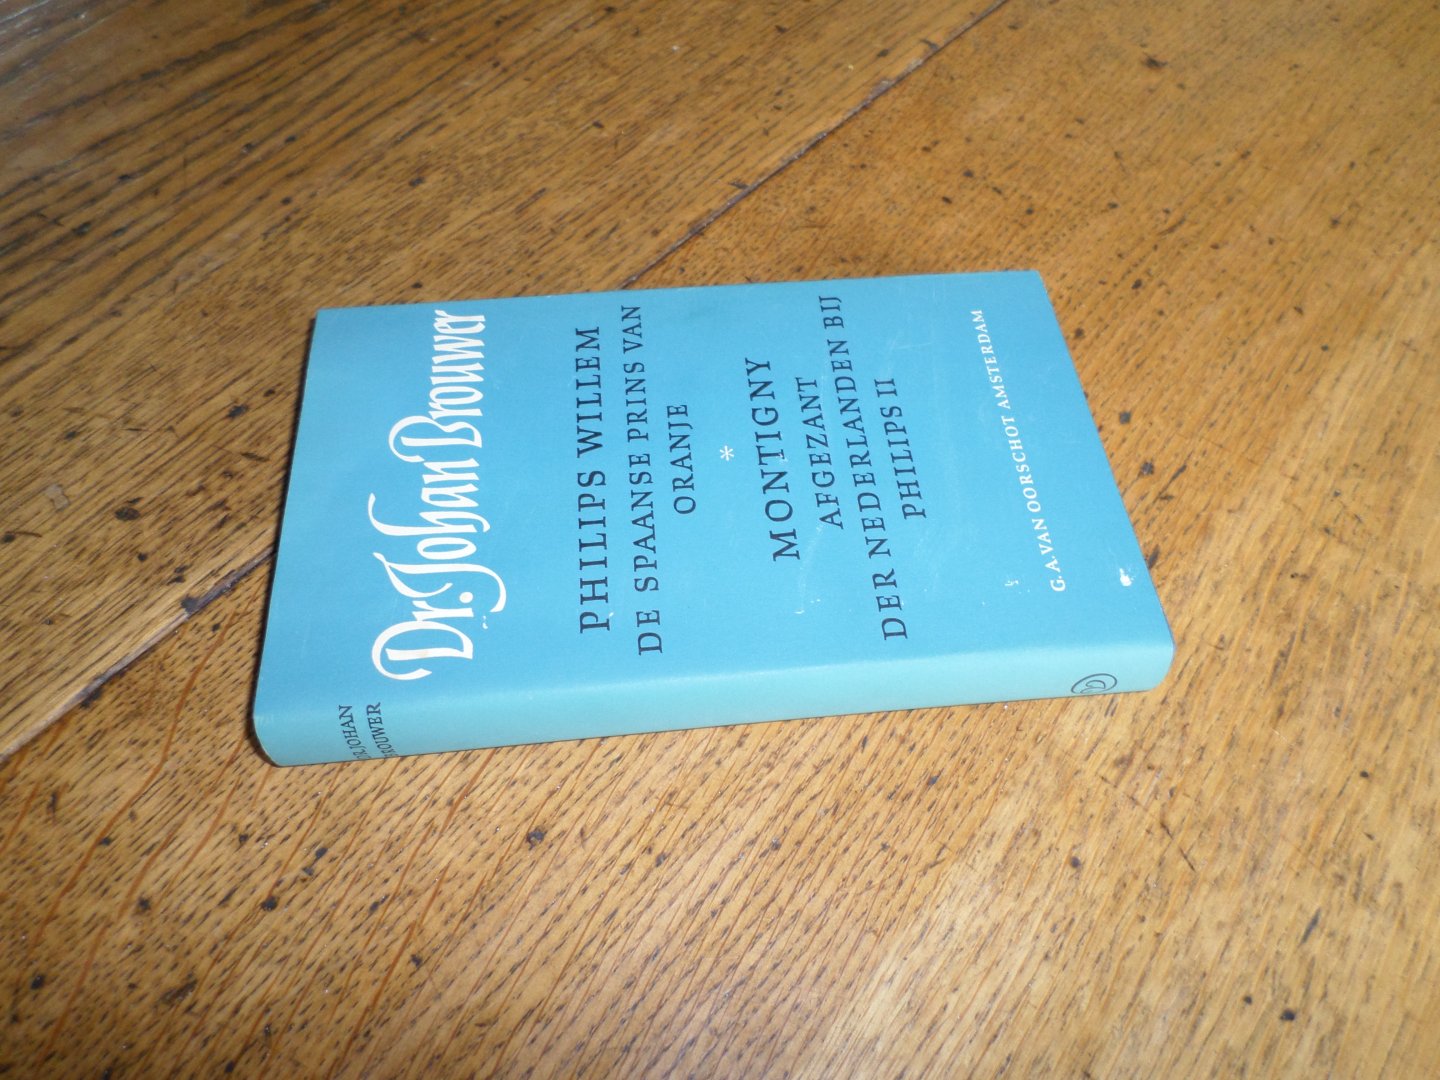 Dr. Johan Brouwer
PHILIPS WILLEM
DE SPAANSE PRINS VAN
ORANJE
*
MONTIGNY
AFGEZANT
DER NEDERLANDEN BIJ
PHILIPS II
G. A. VAN OORSCHOT AMSTERDAM
DR. JOHAN
BROUWER